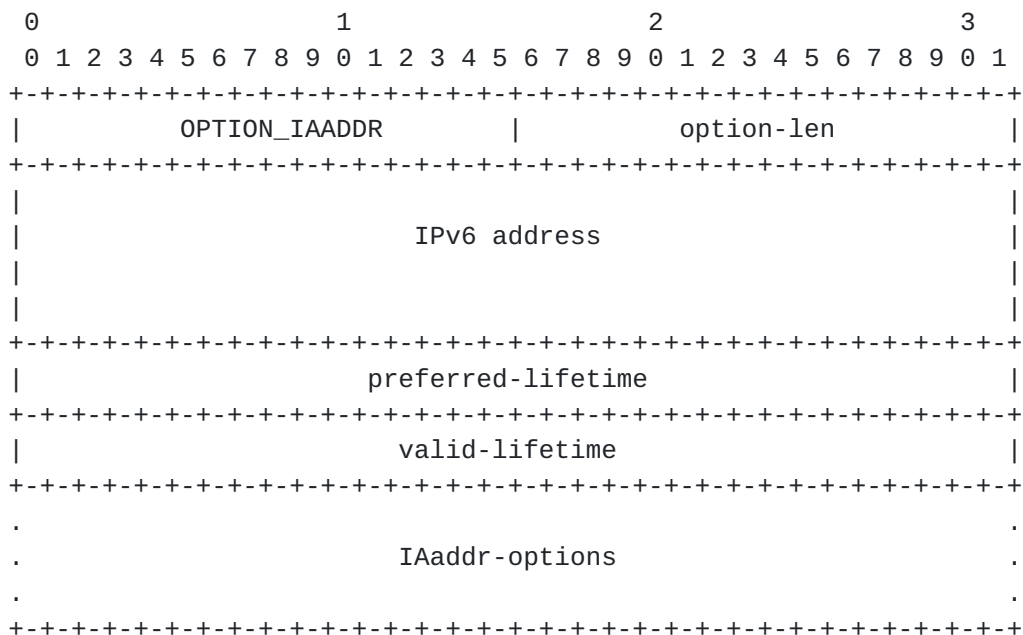 0                   1                   2                   3
 0 1 2 3 4 5 6 7 8 9 0 1 2 3 4 5 6 7 8 9 0 1 2 3 4 5 6 7 8 9 0 1
+-+-+-+-+-+-+-+-+-+-+-+-+-+-+-+-+-+-+-+-+-+-+-+-+-+-+-+-+-+-+-+-+
|          OPTION_IAADDR        |          option-len           |
+-+-+-+-+-+-+-+-+-+-+-+-+-+-+-+-+-+-+-+-+-+-+-+-+-+-+-+-+-+-+-+-+
|                                                               |
|                         IPv6 address                          |
|                                                               |
|                                                               |
+-+-+-+-+-+-+-+-+-+-+-+-+-+-+-+-+-+-+-+-+-+-+-+-+-+-+-+-+-+-+-+-+
|                      preferred-lifetime                       |
+-+-+-+-+-+-+-+-+-+-+-+-+-+-+-+-+-+-+-+-+-+-+-+-+-+-+-+-+-+-+-+-+
|                        valid-lifetime                         |
+-+-+-+-+-+-+-+-+-+-+-+-+-+-+-+-+-+-+-+-+-+-+-+-+-+-+-+-+-+-+-+-+
.                                                               .
.                        IAaddr-options                         .
.                                                               .
+-+-+-+-+-+-+-+-+-+-+-+-+-+-+-+-+-+-+-+-+-+-+-+-+-+-+-+-+-+-+-+-+